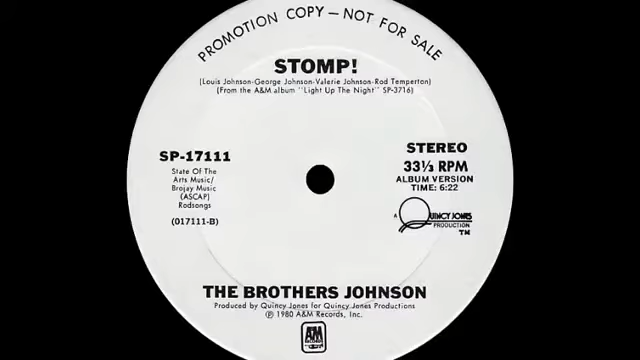 PROMOTION COPY — NOT FOR SALE
STOMP!
(Louis Johnson-George Johnson-Valerie Johnson-Rod Temperton)
(From the A&M album "Light Up The Night" SP-3716)
SP-17111
State Of The
Arts Music/
Brojay Music
(ASCAP)
Rodsongs
(017111-B)
STEREO
33⅓ RPM
ALBUM VERSION
TIME: 6:22
A QUINCY JONES
PRODUCTION
TM
THE BROTHERS JOHNSON
Produced by Quincy Jones for Quincy Jones Productions
℗ 1980 A&M Records, Inc.
A&M
RECORDS